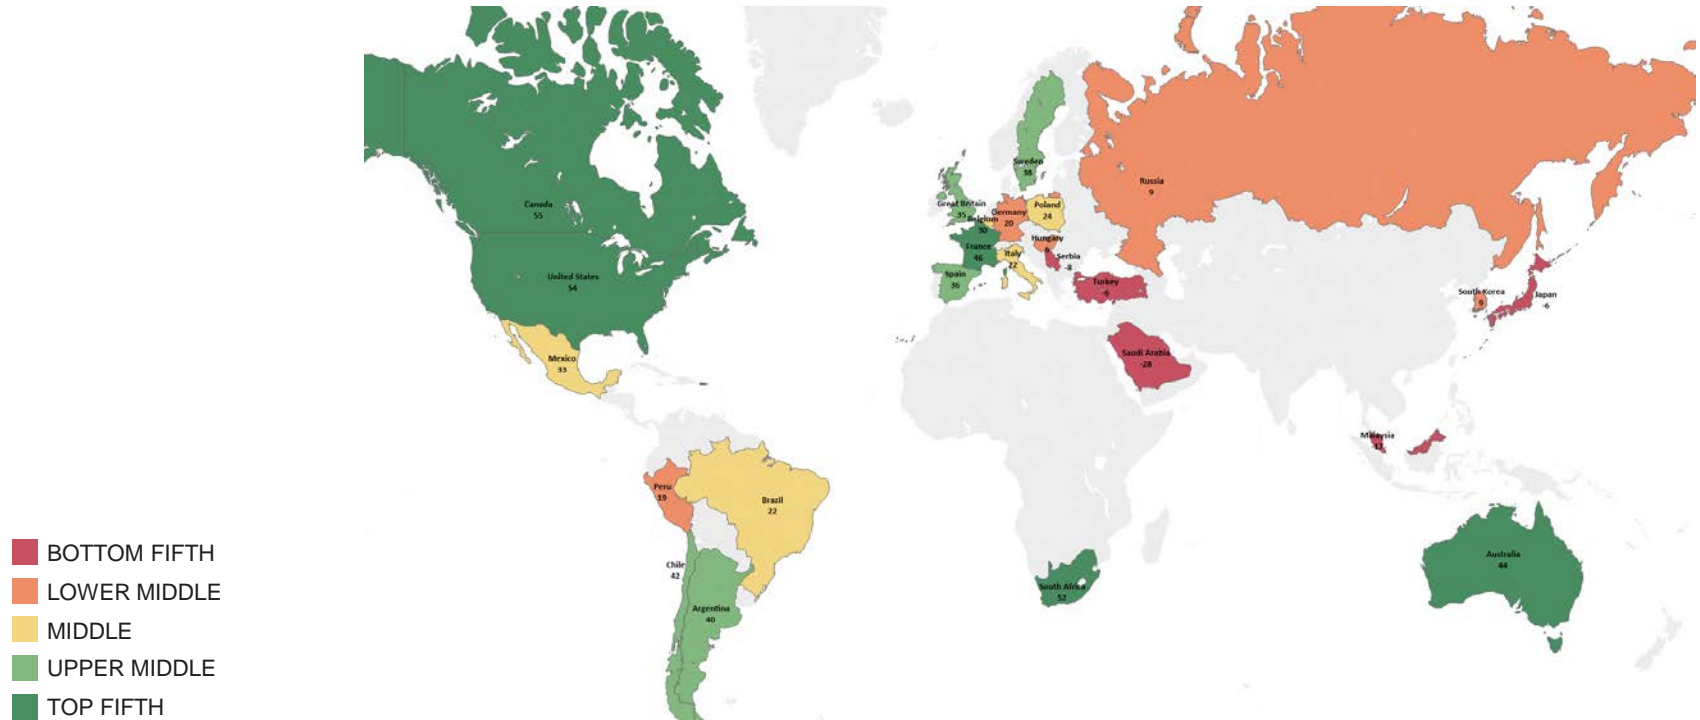 Canada
55
United States
54
Mexico
33
Peru
19
Brazil
22
Chile
42
Argentina
40
Sweden
38
Great Britain
35
Belgium
30
Germany
20
Poland
24
France
46
Hungary
Italy
22
Serbia
-8
Spain
36
Turkey
-6
Russia
9
South Korea
9
Japan
-6
Saudi Arabia
-28
Malaysia
South Africa
52
Australia
44
BOTTOM FIFTH
LOWER MIDDLE
MIDDLE
UPPER MIDDLE
TOP FIFTH